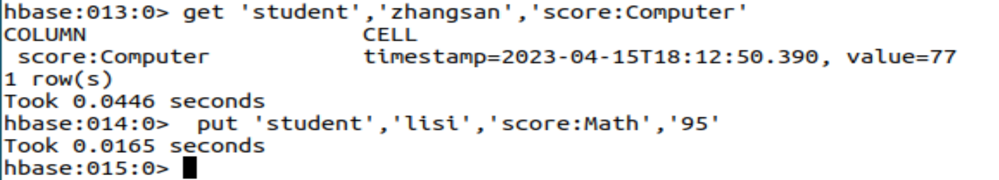 hbase:013:0> get 'student','zhangsan','score:Computer'
COLUMN                                CELL
 score:Computer                       timestamp=2023-04-15T18:12:50.390, value=77
1 row(s)
Took 0.0446 seconds
hbase:014:0>  put 'student','lisi','score:Math','95'
Took 0.0165 seconds
hbase:015:0>